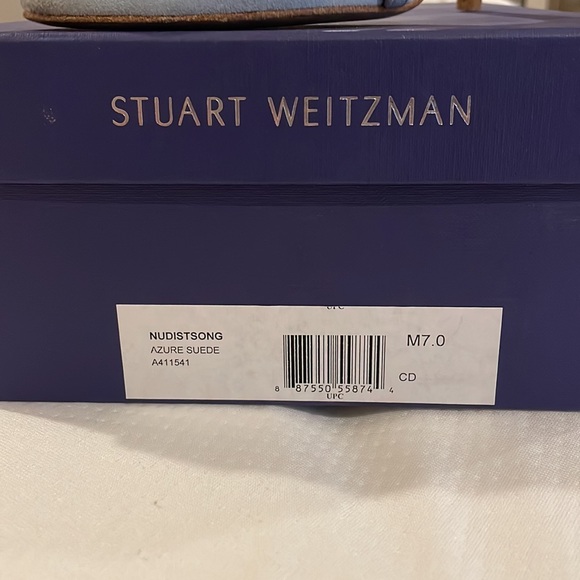 STUART WEITZMAN
UPC
NUDISTSONG
AZURE SUEDE
A411541
M7.0
CD
8 87550 55874 4
UPC